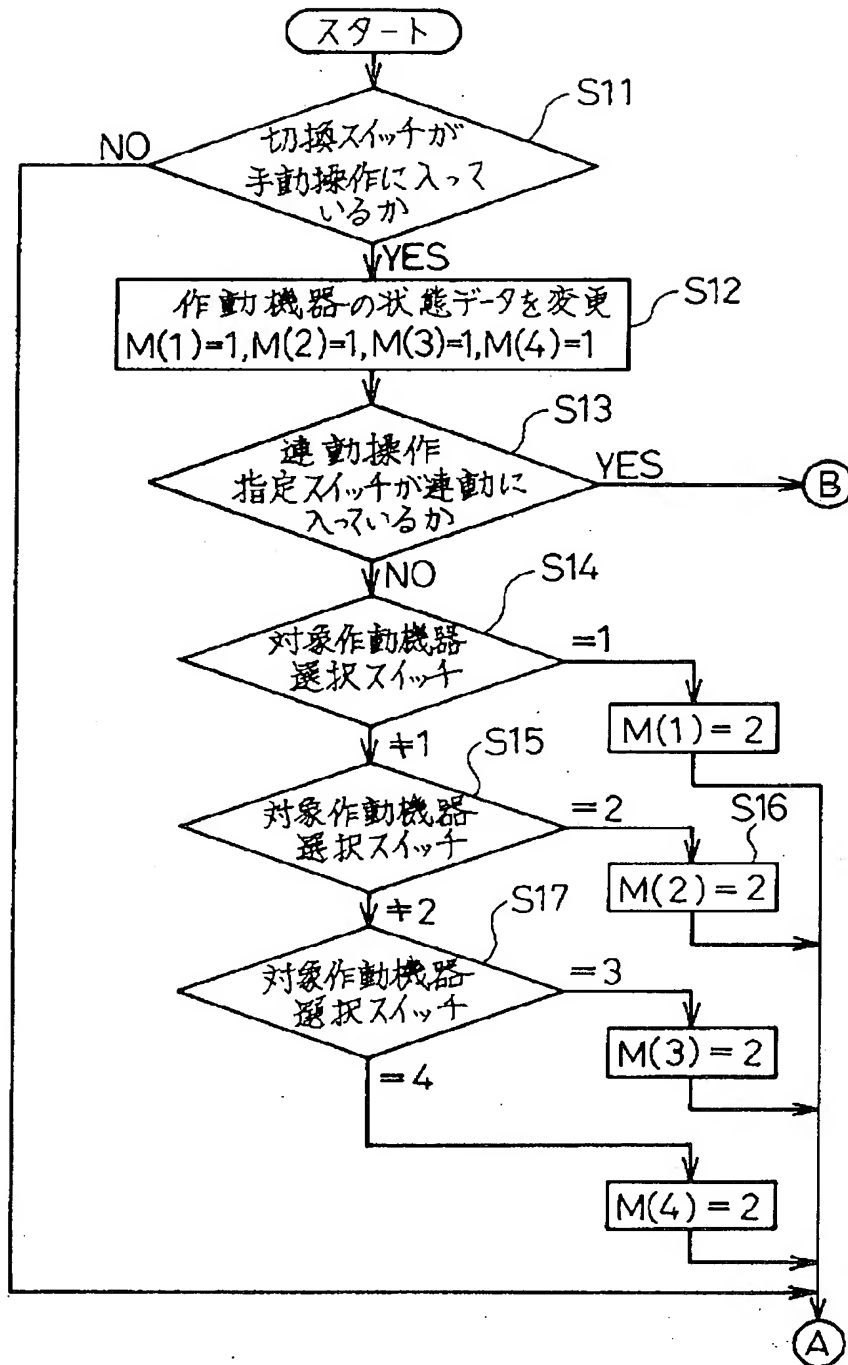 スタート
S11
切換スイッチが
手動操作に入って
いるか
NO
YES
S12
作動機器の状態データを変更
M(1)=1,M(2)=1,M(3)=1,M(4)=1
S13
連動操作
指定スイッチが連動に
入っているか
YES
B
NO
S14
対象作動機器
選択スイッチ
=1
M(1)=2
≠1
S15
対象作動機器
選択スイッチ
=2
S16
M(2)=2
≠2
S17
対象作動機器
選択スイッチ
=3
M(3)=2
=4
M(4)=2
A